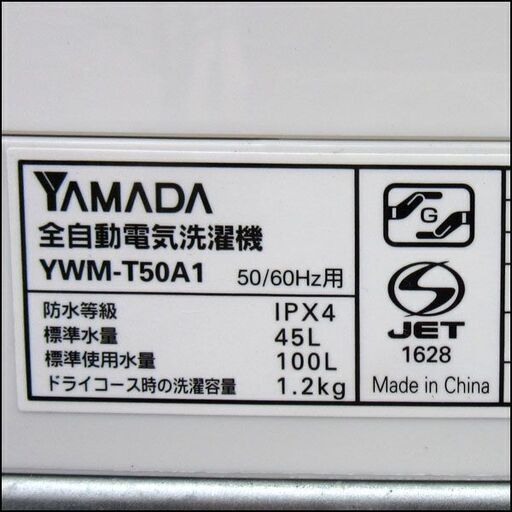 YAMADA
全自動電気洗濯機
YWM-T50A1 50/60Hz用
防水等級 IPX4
標準水量 45L
標準使用水量 100L
ドライコース時の洗濯容量 1.2kg
G
S
JET
1628
Made in China